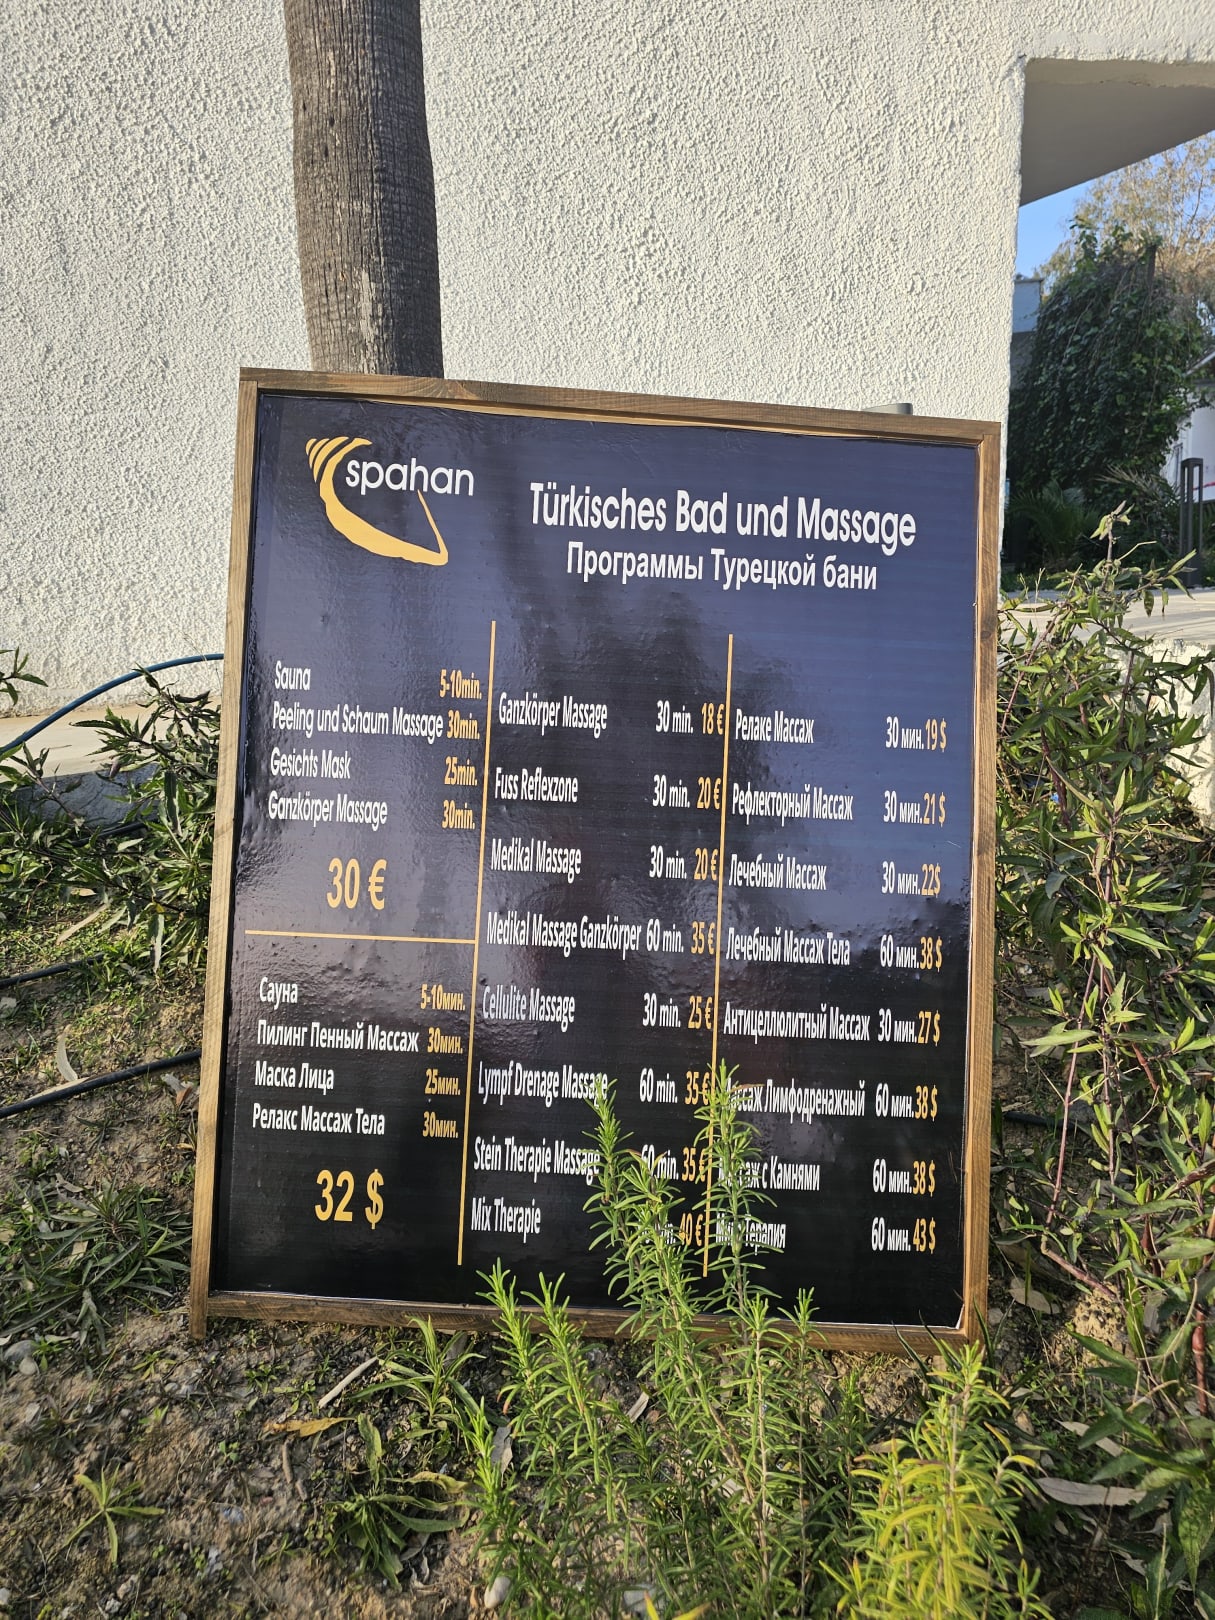 spahan
Türkisches Bad und Massage
Программы Турецкой бани
Sauna 5-10min.
Peeling und Schaum Massage 30min.
Gesichts Mask 25min.
Ganzkörper Massage 30min.
30 €
Сауна 5-10мин.
Пилинг Пенный Массаж 30мин.
Маска Лица 25мин.
Релакс Массаж Тела 30мин.
32 $
Ganzkörper Massage 30 min. 18 €
Fuss Reflexzone 30 min. 20 €
Medikal Massage 30 min. 20 €
Medikal Massage Ganzkörper 60 min. 35 €
Cellulite Massage 30 min. 25 €
Lympf Drenage Massage 60 min. 35 €
Stein Therapie Massage 60 min. 35 €
Mix Therapie 40 €
Релаке Массаж 30 мин. 19 $
Рефлекторный Массаж 30 мин. 21 $
Лечебный Массаж 30 мин. 22$
Лечебный Массаж Тела 60 мин. 38 $
Антицеллюлитный Массаж 30 мин. 27 $
Массаж Лимфодренажный 60 мин. 38 $
с Камнями 60 мин. 38 $
60 мин. 43 $